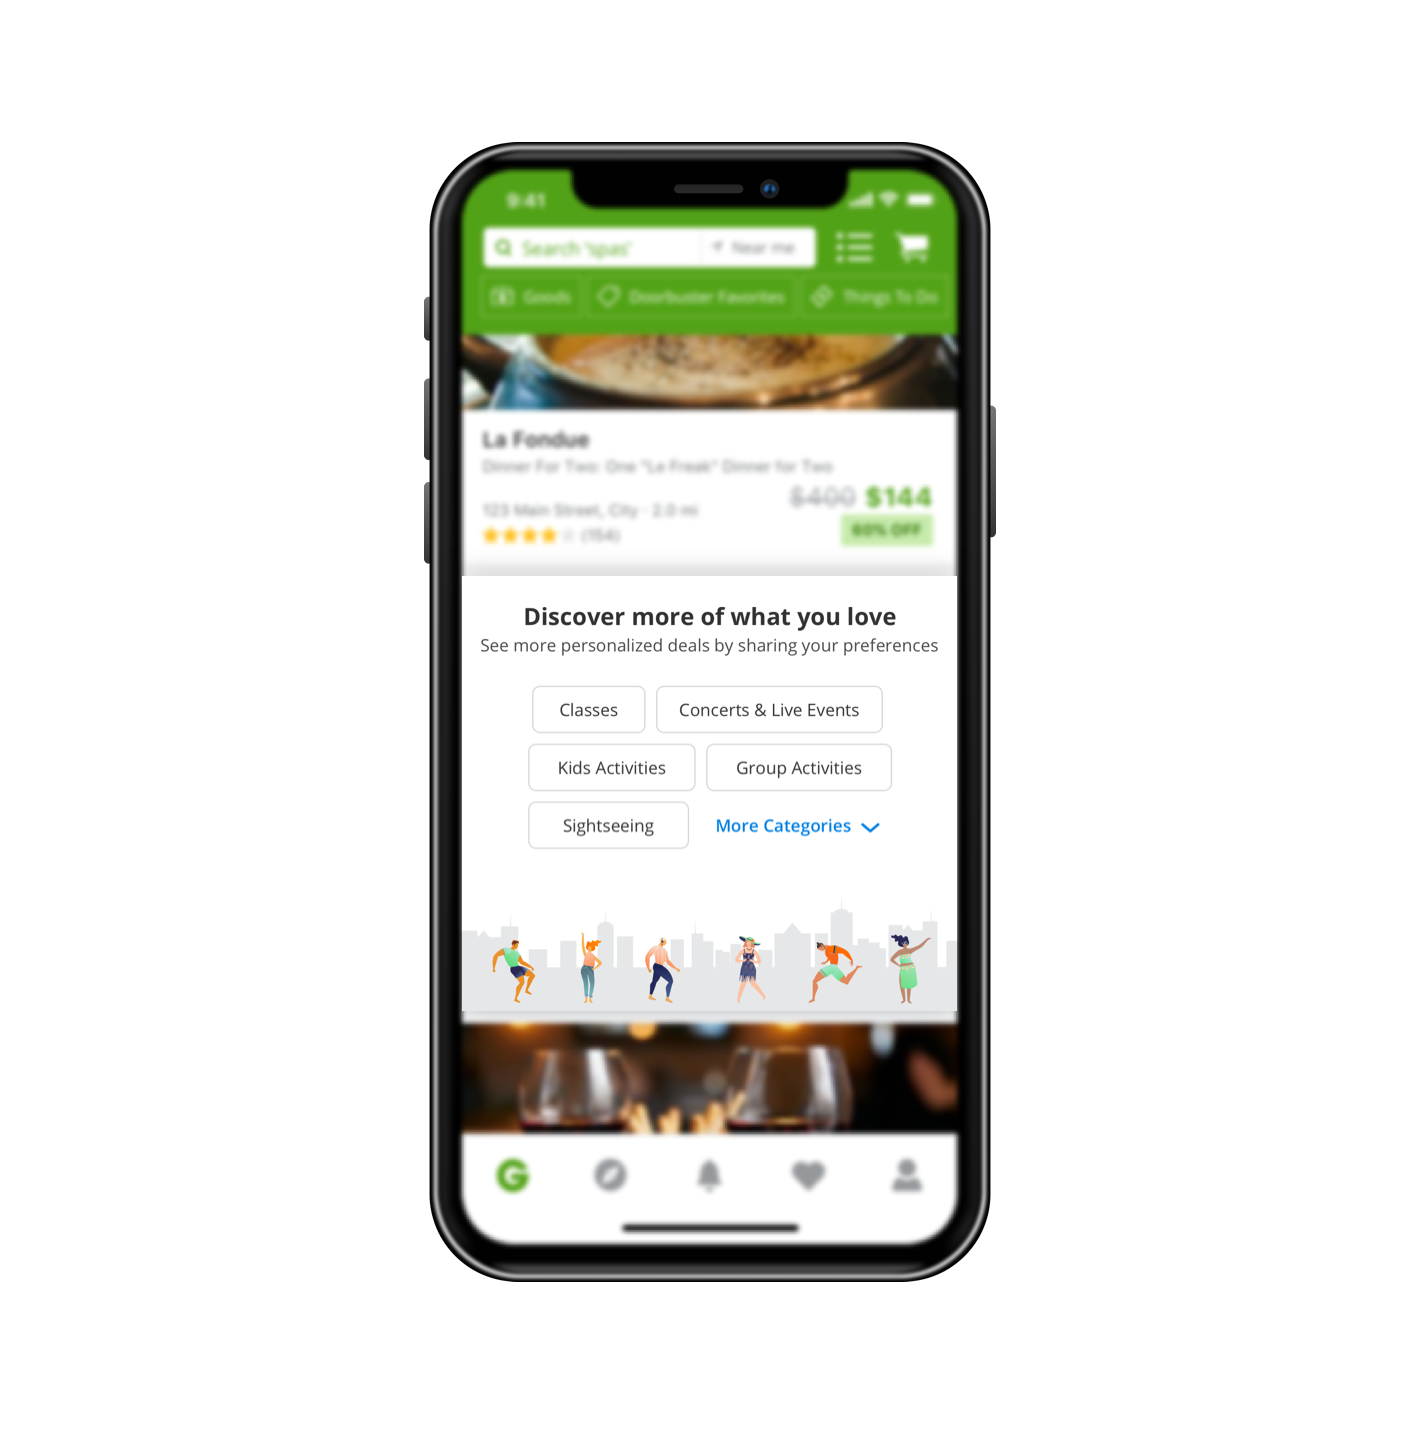 9:41
Search 'spas' Near me
Goods Doorbuster Favorites Things To Do
La Fondue
Dinner For Two: One "Le Freak" Dinner for Two
$400 $144
123 Main Street, City · 2.0 mi
60% OFF
(154)
Discover more of what you love
See more personalized deals by sharing your preferences
Classes Concerts & Live Events
Kids Activities Group Activities
Sightseeing More Categories
G